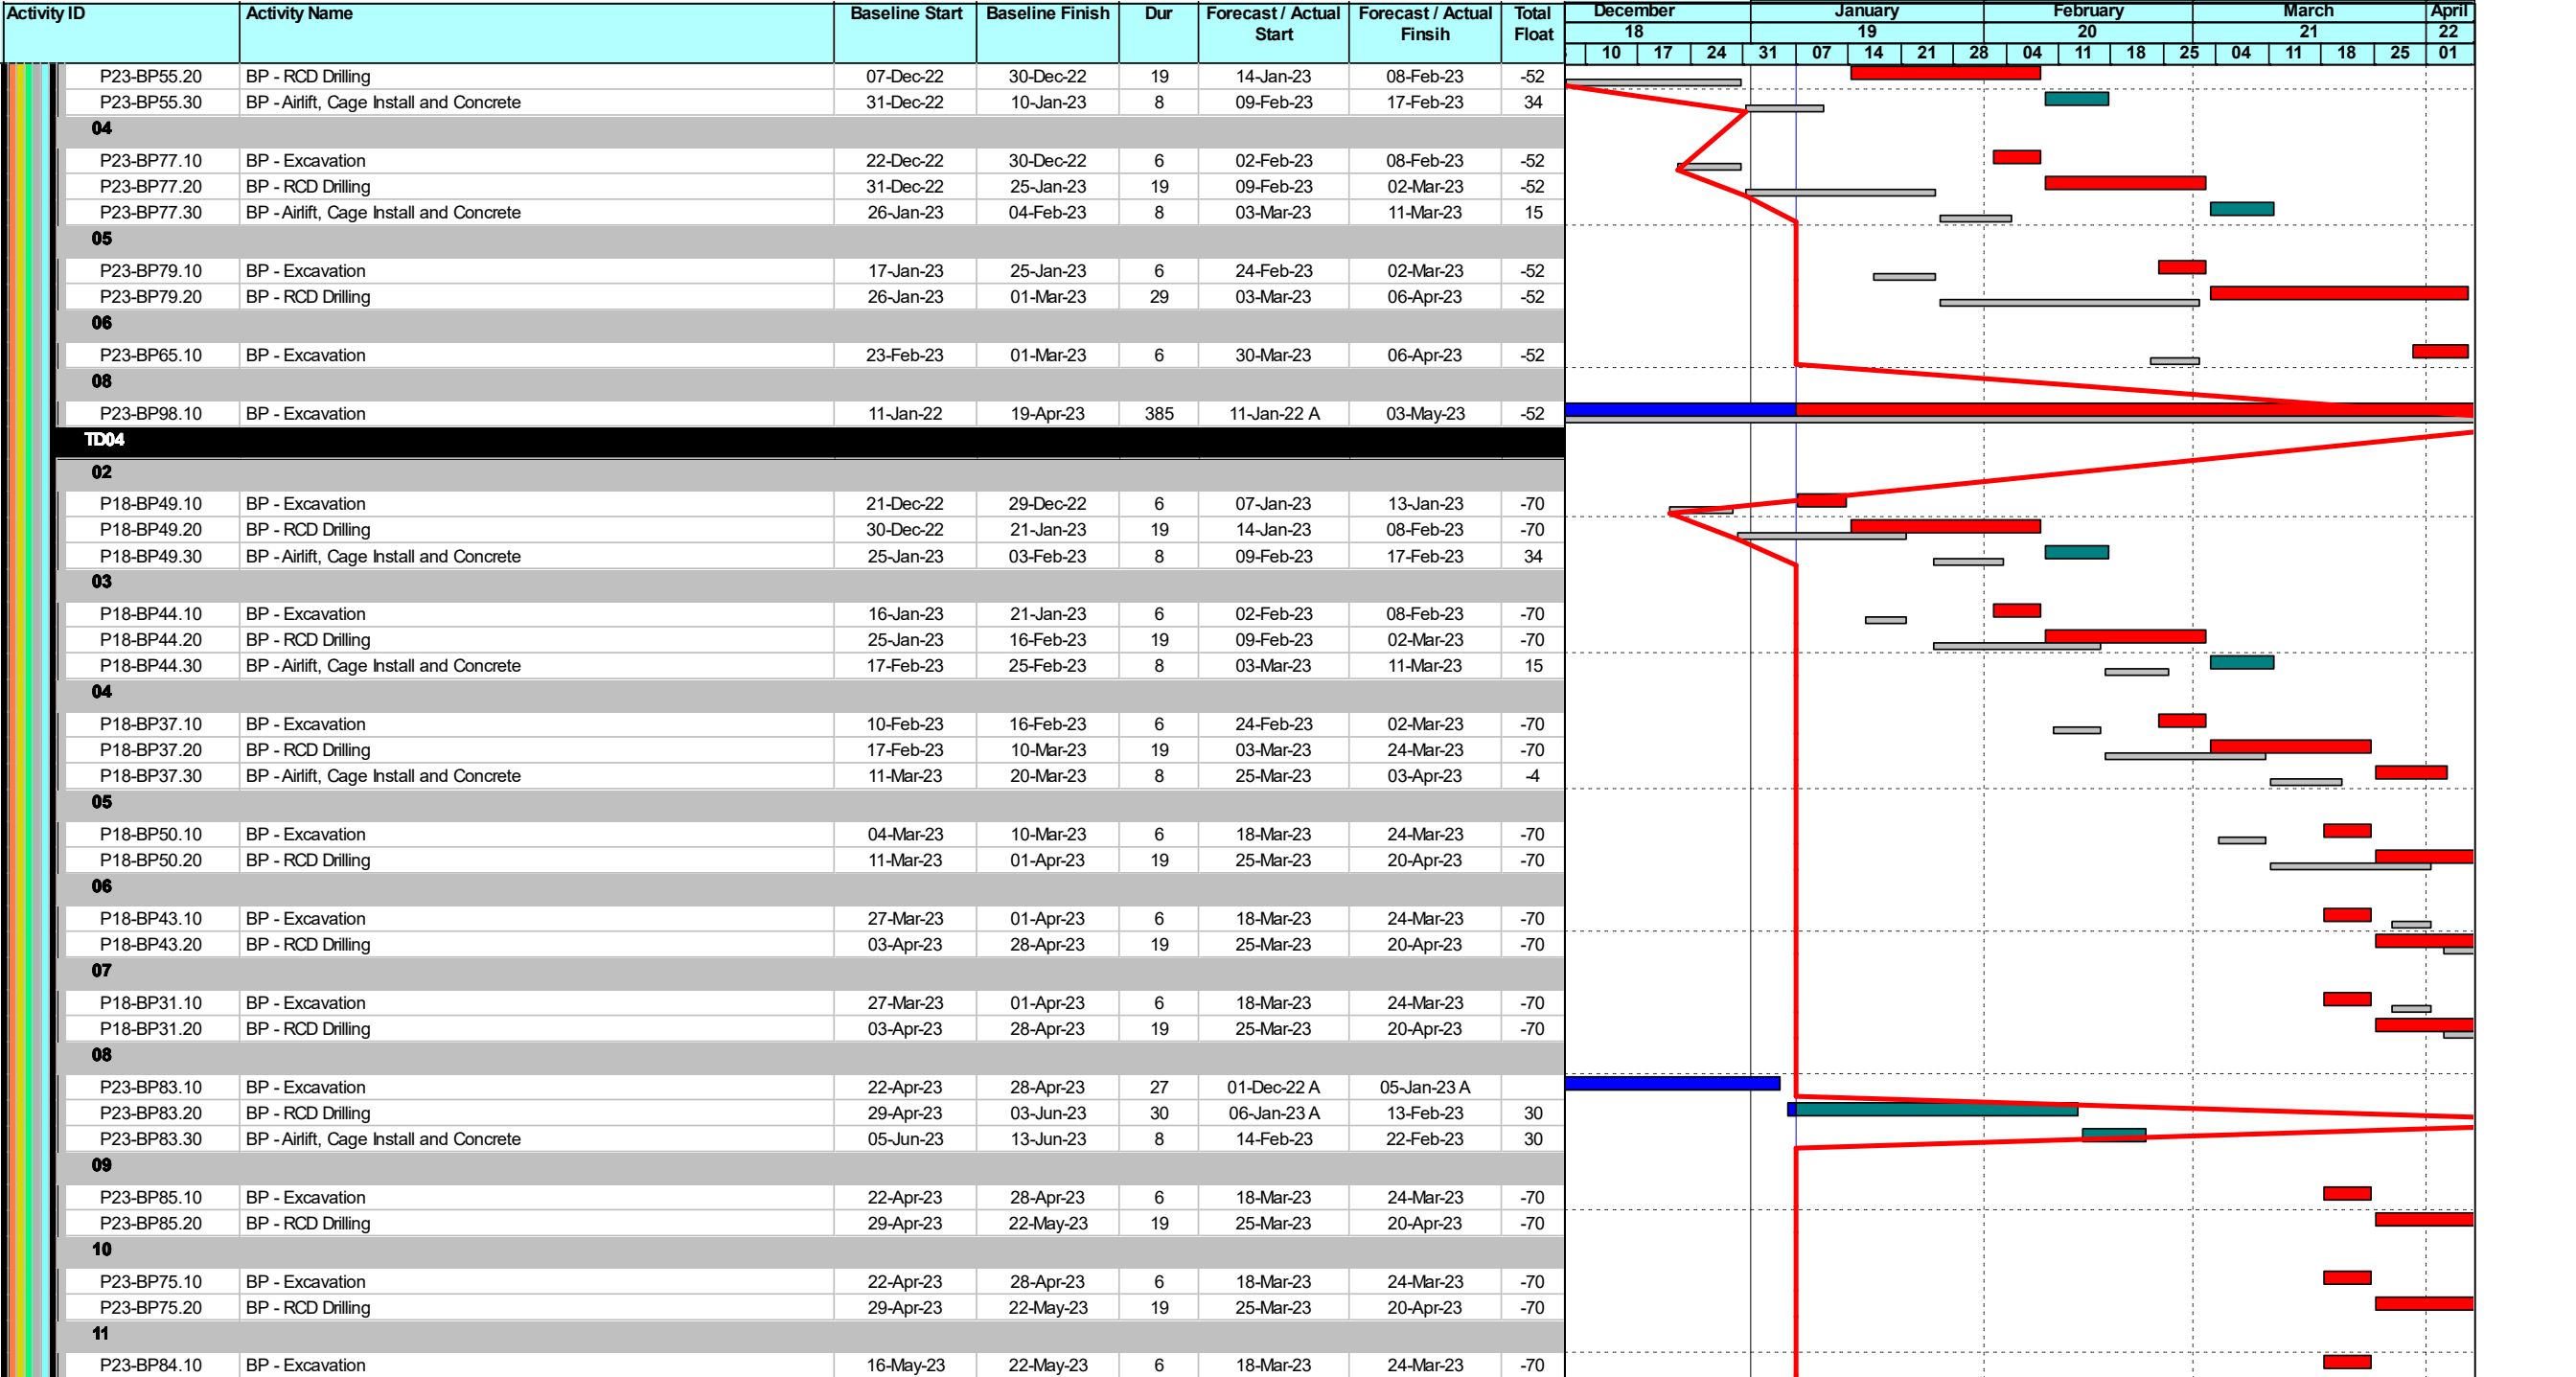 Activity ID Activity Name Baseline Start Baseline Finish Dur Forecast / Actual Start Forecast / Actual Finsih Total Float December January February March April
18 19 20 21 22
10 17 24 31 07 14 21 28 04 11 18 25 04 11 18 25 01
P23-BP55.20 BP - RCD Drilling 07-Dec-22 30-Dec-22 19 14-Jan-23 08-Feb-23 -52
P23-BP55.30 BP - Airlift, Cage Install and Concrete 31-Dec-22 10-Jan-23 8 09-Feb-23 17-Feb-23 34
04
P23-BP77.10 BP - Excavation 22-Dec-22 30-Dec-22 6 02-Feb-23 08-Feb-23 -52
P23-BP77.20 BP - RCD Drilling 31-Dec-22 25-Jan-23 19 09-Feb-23 02-Mar-23 -52
P23-BP77.30 BP - Airlift, Cage Install and Concrete 26-Jan-23 04-Feb-23 8 03-Mar-23 11-Mar-23 15
05
P23-BP79.10 BP - Excavation 17-Jan-23 25-Jan-23 6 24-Feb-23 02-Mar-23 -52
P23-BP79.20 BP - RCD Drilling 26-Jan-23 01-Mar-23 29 03-Mar-23 06-Apr-23 -52
06
P23-BP65.10 BP - Excavation 23-Feb-23 01-Mar-23 6 30-Mar-23 06-Apr-23 -52
08
P23-BP98.10 BP - Excavation 11-Jan-22 19-Apr-23 385 11-Jan-22 A 03-May-23 -52
TD04
02
P18-BP49.10 BP - Excavation 21-Dec-22 29-Dec-22 6 07-Jan-23 13-Jan-23 -70
P18-BP49.20 BP - RCD Drilling 30-Dec-22 21-Jan-23 19 14-Jan-23 08-Feb-23 -70
P18-BP49.30 BP - Airlift, Cage Install and Concrete 25-Jan-23 03-Feb-23 8 09-Feb-23 17-Feb-23 34
03
P18-BP44.10 BP - Excavation 16-Jan-23 21-Jan-23 6 02-Feb-23 08-Feb-23 -70
P18-BP44.20 BP - RCD Drilling 25-Jan-23 16-Feb-23 19 09-Feb-23 02-Mar-23 -70
P18-BP44.30 BP - Airlift, Cage Install and Concrete 17-Feb-23 25-Feb-23 8 03-Mar-23 11-Mar-23 15
04
P18-BP37.10 BP - Excavation 10-Feb-23 16-Feb-23 6 24-Feb-23 02-Mar-23 -70
P18-BP37.20 BP - RCD Drilling 17-Feb-23 10-Mar-23 19 03-Mar-23 24-Mar-23 -70
P18-BP37.30 BP - Airlift, Cage Install and Concrete 11-Mar-23 20-Mar-23 8 25-Mar-23 03-Apr-23 -4
05
P18-BP50.10 BP - Excavation 04-Mar-23 10-Mar-23 6 18-Mar-23 24-Mar-23 -70
P18-BP50.20 BP - RCD Drilling 11-Mar-23 01-Apr-23 19 25-Mar-23 20-Apr-23 -70
06
P18-BP43.10 BP - Excavation 27-Mar-23 01-Apr-23 6 18-Mar-23 24-Mar-23 -70
P18-BP43.20 BP - RCD Drilling 03-Apr-23 28-Apr-23 19 25-Mar-23 20-Apr-23 -70
07
P18-BP31.10 BP - Excavation 27-Mar-23 01-Apr-23 6 18-Mar-23 24-Mar-23 -70
P18-BP31.20 BP - RCD Drilling 03-Apr-23 28-Apr-23 19 25-Mar-23 20-Apr-23 -70
08
P23-BP83.10 BP - Excavation 22-Apr-23 28-Apr-23 27 01-Dec-22 A 05-Jan-23 A
P23-BP83.20 BP - RCD Drilling 29-Apr-23 03-Jun-23 30 06-Jan-23 A 13-Feb-23 30
P23-BP83.30 BP - Airlift, Cage Install and Concrete 05-Jun-23 13-Jun-23 8 14-Feb-23 22-Feb-23 30
09
P23-BP85.10 BP - Excavation 22-Apr-23 28-Apr-23 6 18-Mar-23 24-Mar-23 -70
P23-BP85.20 BP - RCD Drilling 29-Apr-23 22-May-23 19 25-Mar-23 20-Apr-23 -70
10
P23-BP75.10 BP - Excavation 22-Apr-23 28-Apr-23 6 18-Mar-23 24-Mar-23 -70
P23-BP75.20 BP - RCD Drilling 29-Apr-23 22-May-23 19 25-Mar-23 20-Apr-23 -70
11
P23-BP84.10 BP - Excavation 16-May-23 22-May-23 6 18-Mar-23 24-Mar-23 -70